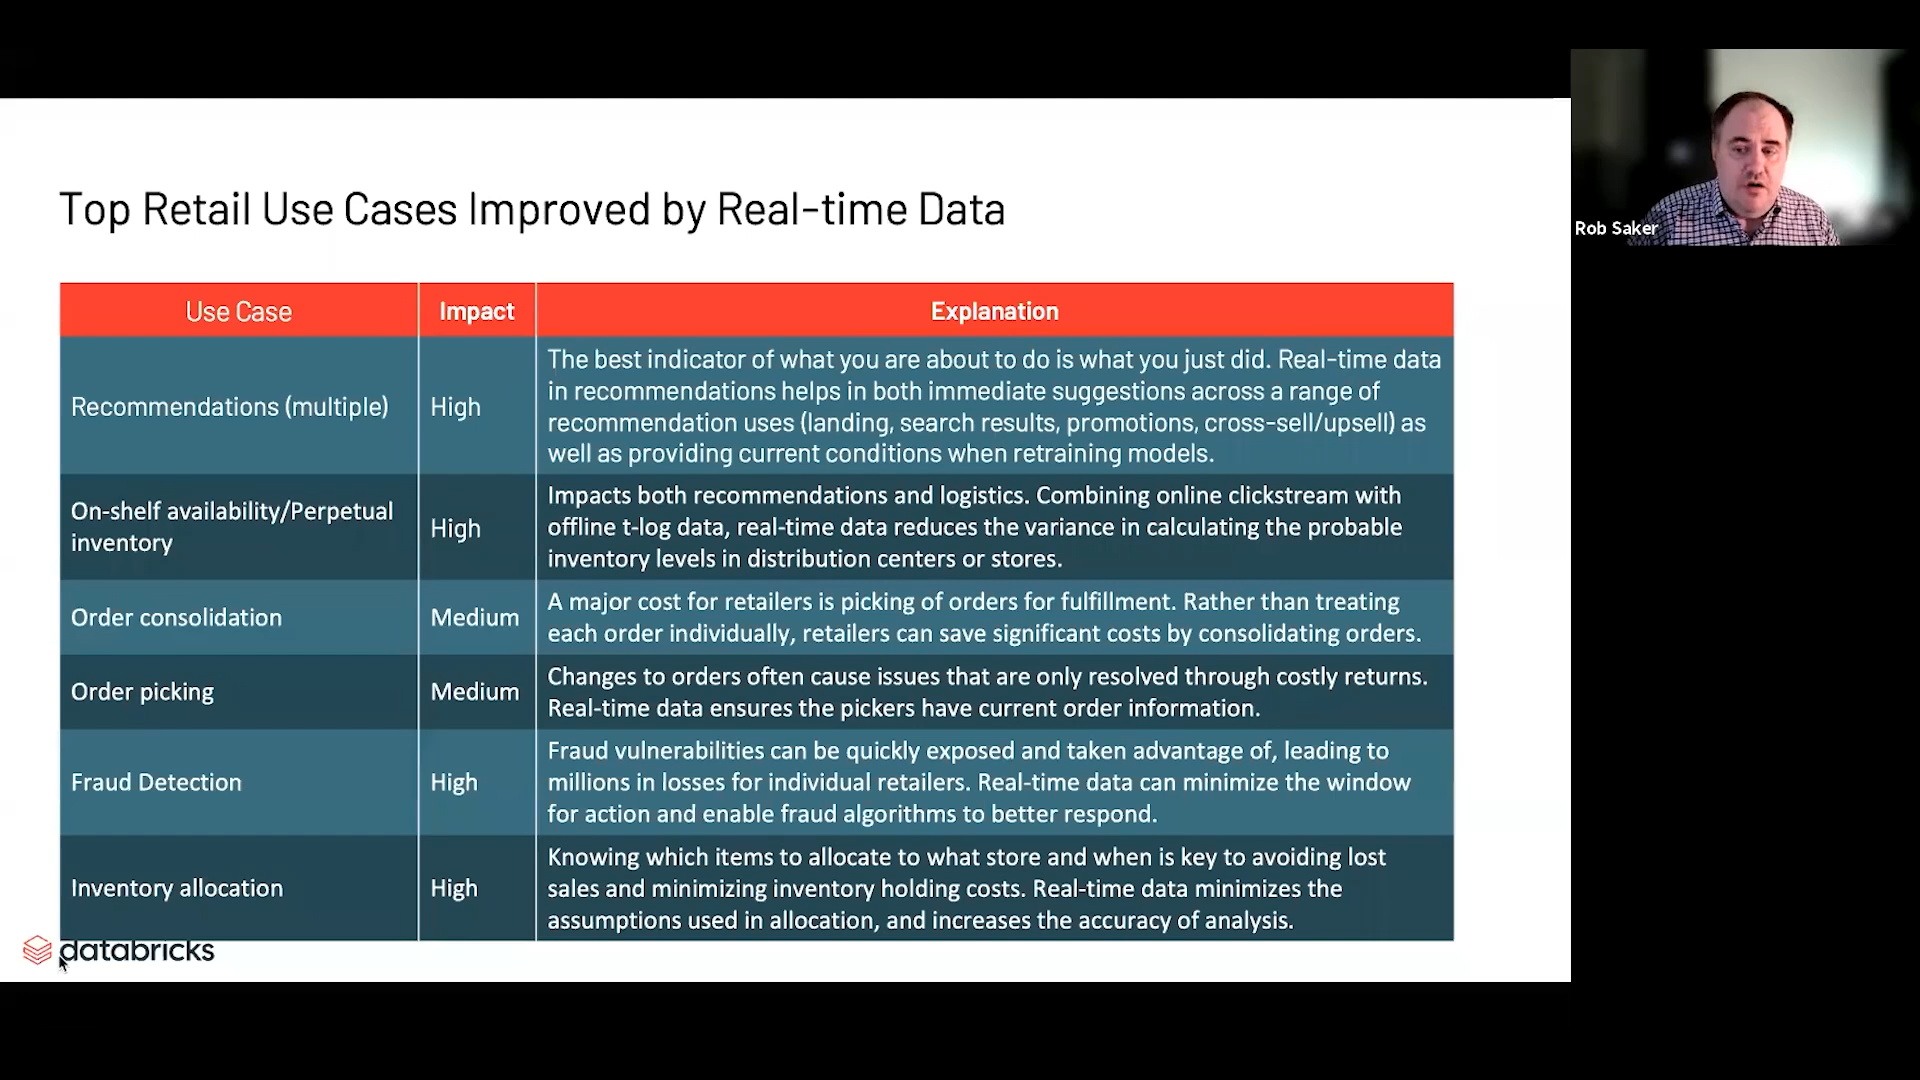 Top Retail Use Cases Improved by Real-time Data
Rob Saker
Use Case
Impact
Explanation
Recommendations (multiple)
High
The best indicator of what you are about to do is what you just did. Real-time data
in recommendations helps in both immediate suggestions across a range of
recommendation uses (landing, search results, promotions, cross-sell/upsell) as
well as providing current conditions when retraining models.
On-shelf availability/Perpetual
inventory
High
Impacts both recommendations and logistics. Combining online clickstream with
offline t-log data, real-time data reduces the variance in calculating the probable
inventory levels in distribution centers or stores.
Order consolidation
Medium
A major cost for retailers is picking of orders for fulfillment. Rather than treating
each order individually, retailers can save significant costs by consolidating orders.
Order picking
Medium
Changes to orders often cause issues that are only resolved through costly returns.
Real-time data ensures the pickers have current order information.
Fraud Detection
High
Fraud vulnerabilities can be quickly exposed and taken advantage of, leading to
millions in losses for individual retailers. Real-time data can minimize the window
for action and enable fraud algorithms to better respond.
Inventory allocation
High
Knowing which items to allocate to what store and when is key to avoiding lost
sales and minimizing inventory holding costs. Real-time data minimizes the
assumptions used in allocation, and increases the accuracy of analysis.
databricks